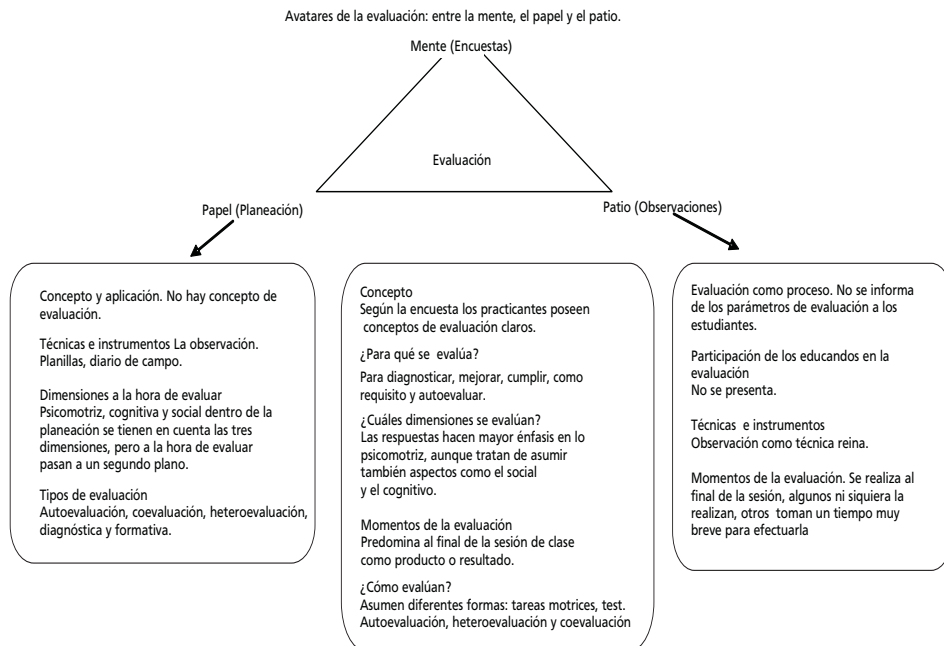 Avatares de la evaluación: entre la mente, el papel y el patio.
Mente (Encuestas)
Evaluación
Papel (Planeación)
Patio (Observaciones)
Concepto y aplicación. No hay concepto de
evaluación.
Técnicas e instrumentos La observación.
Planillas, diario de campo.
Dimensiones a la hora de evaluar
Psicomotriz, cognitiva y social dentro de la
planeación se tienen en cuenta las tres
dimensiones, pero a la hora de evaluar
pasan a un segundo plano.
Tipos de evaluación
Autoevaluación, coevaluación, heteroevaluación,
diagnóstica y formativa.
Concepto
Según la encuesta los practicantes poseen
conceptos de evaluación claros.
¿Para qué se evalúa?
Para diagnosticar, mejorar, cumplir, como
requisito y autoevaluar.
¿Cuáles dimensiones se evalúan?
Las respuestas hacen mayor énfasis en lo
psicomotriz, aunque tratan de asumir
también aspectos como el social
y el cognitivo.
Momentos de la evaluación
Predomina al final de la sesión de clase
como producto o resultado.
¿Cómo evalúan?
Asumen diferentes formas: tareas motrices, test.
Autoevaluación, heteroevaluación y coevaluación
Evaluación como proceso. No se informa
de los parámetros de evaluación a los
estudiantes.
Participación de los educandos en la
evaluación
No se presenta.
Técnicas e instrumentos
Observación como técnica reina.
Momentos de la evaluación. Se realiza al
final de la sesión, algunos ni siquiera la
realizan, otros toman un tiempo muy
breve para efectuarla